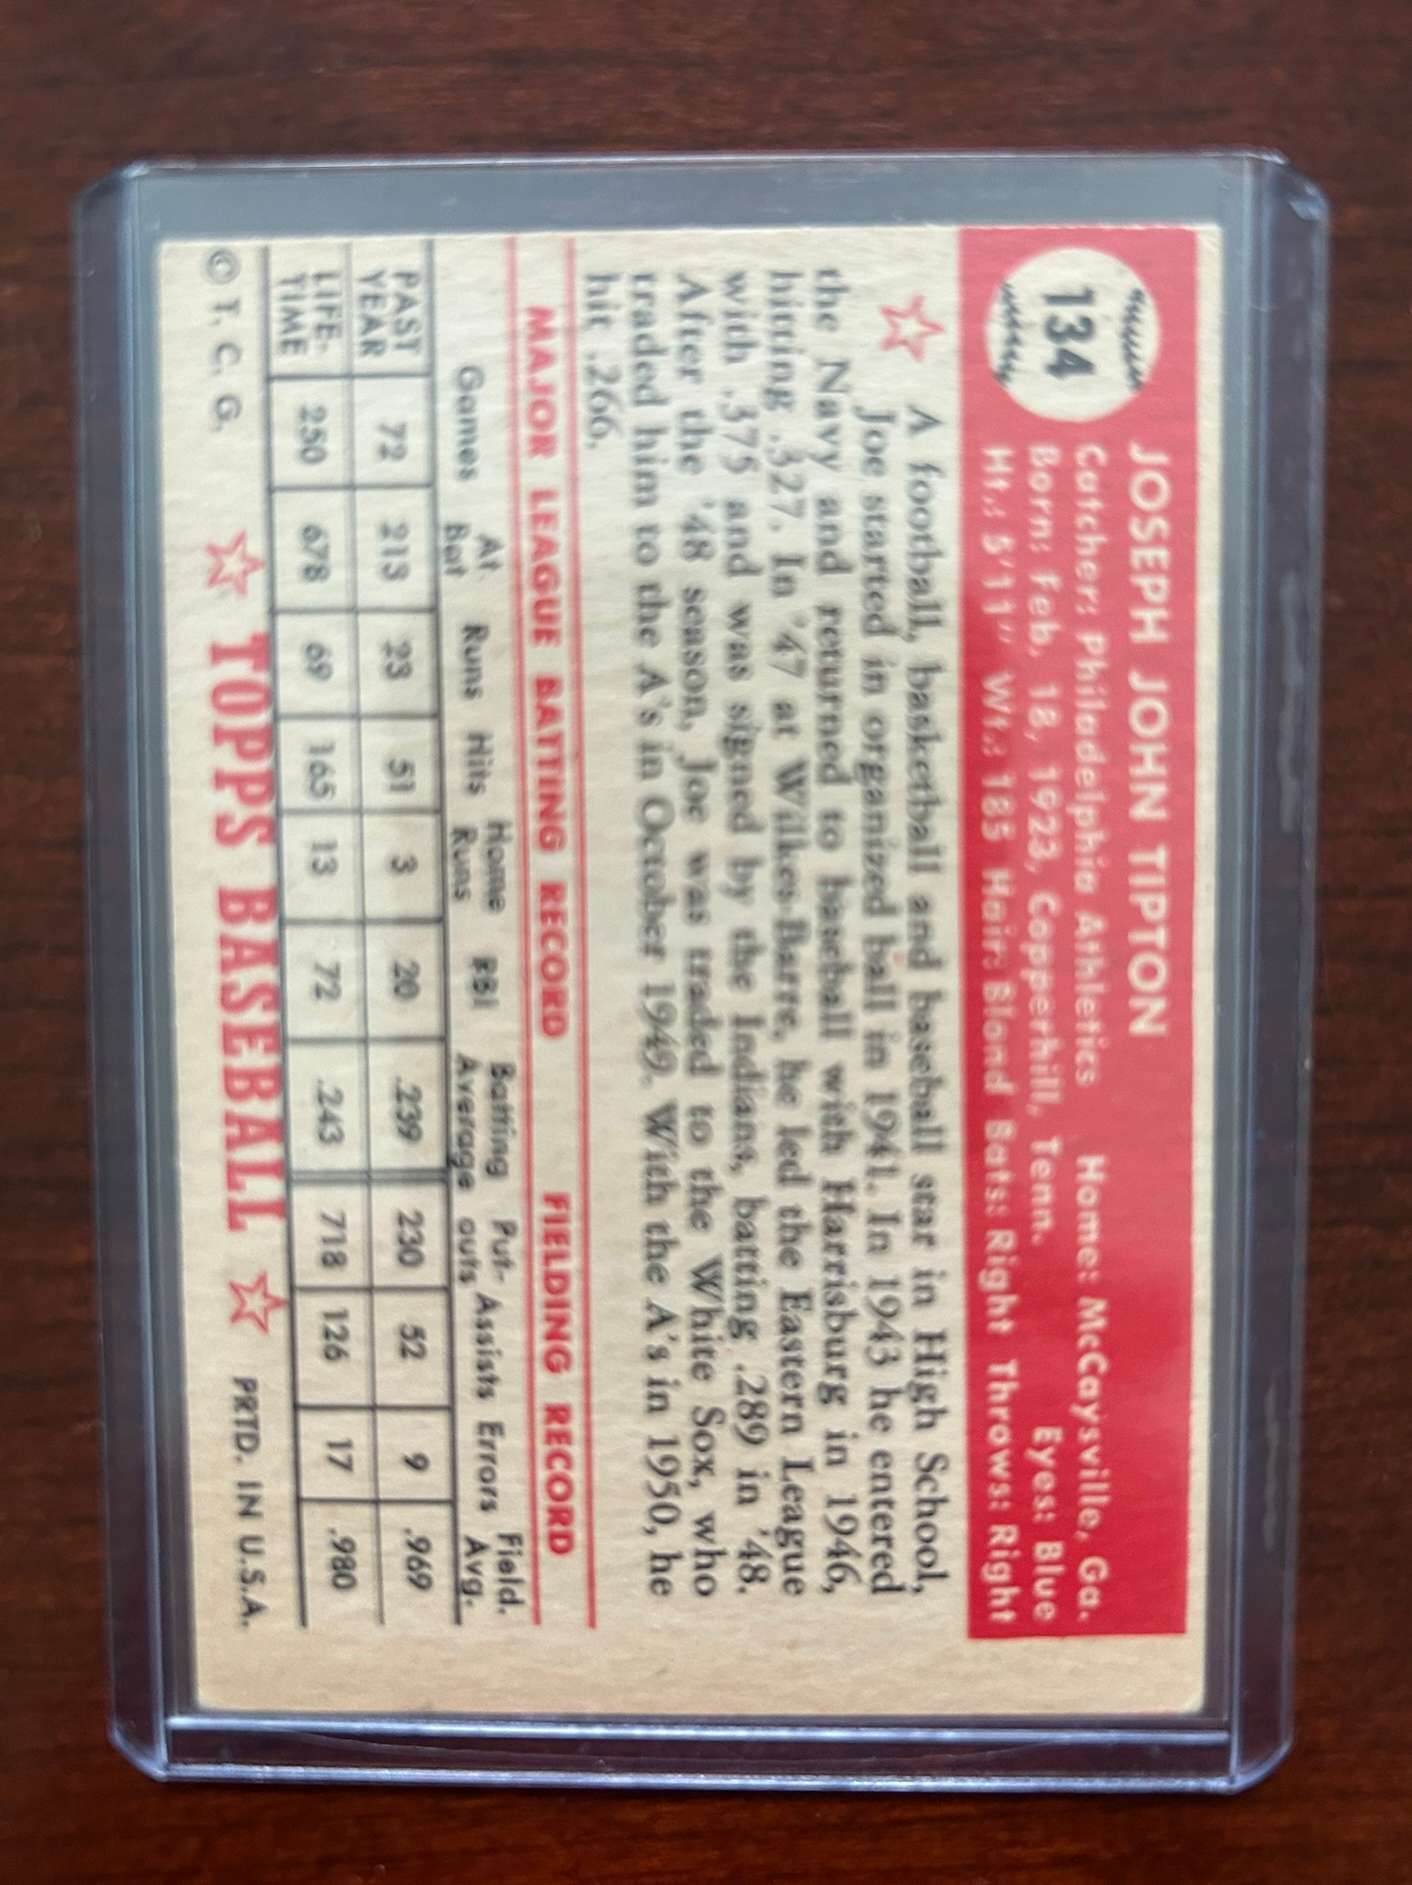 134
JOSEPH JOHN TIPTON
Catcher: Philadelphia Athletics Home: McCaysville, Ga.
Born: Feb. 18, 1923, Copperhill, Tenn. Eyes: Blue
Ht.: 5'11" Wt.: 185 Hair: Blond Bats: Right Throws: Right
A football, basketball and baseball star in High School,
Joe started in organized ball in 1941. In 1943 he entered
the Navy and returned to baseball with Harrisburg in 1946,
hitting .327. In '47 at Wilkes-Barre, he led the Eastern League
with .375 and was signed by the Indians, batting .289 in '48.
After the '48 season, Joe was traded to the White Sox, who
traded him to the A's in October 1949. With the A's in 1950, he
hit .266.
MAJOR LEAGUE BATTING RECORD FIELDING RECORD
Games At Bat Runs Hits Home Runs RBI Batting Average Put-outs Assists Errors Field. Avg.
PAST YEAR 72 213 23 51 3 20 .239 230 52 9 .969
LIFE-TIME 250 678 69 165 13 72 .243 718 126 17 .980
© T. C. G. TOPPS BASEBALL PRTD. IN U.S.A.